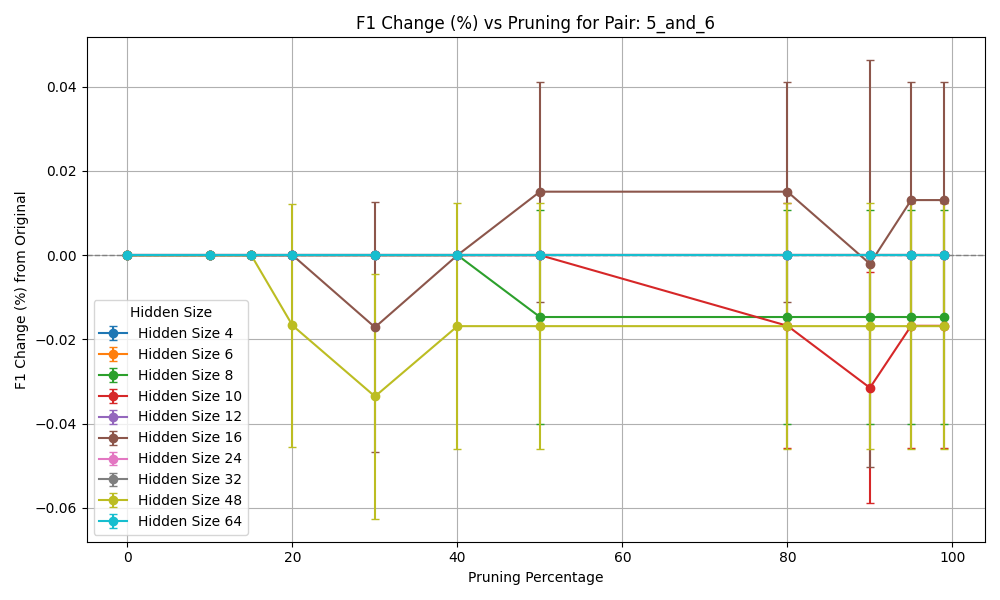 F1 Change (%) vs Pruning for Pair: 5_and_6
F1 Change (%) from Original
0.04
0.02
0.00
−0.02
−0.04
−0.06
Hidden Size
Hidden Size 4
Hidden Size 6
Hidden Size 8
Hidden Size 10
Hidden Size 12
Hidden Size 16
Hidden Size 24
Hidden Size 32
Hidden Size 48
Hidden Size 64
0 20 40 60 80 100
Pruning Percentage